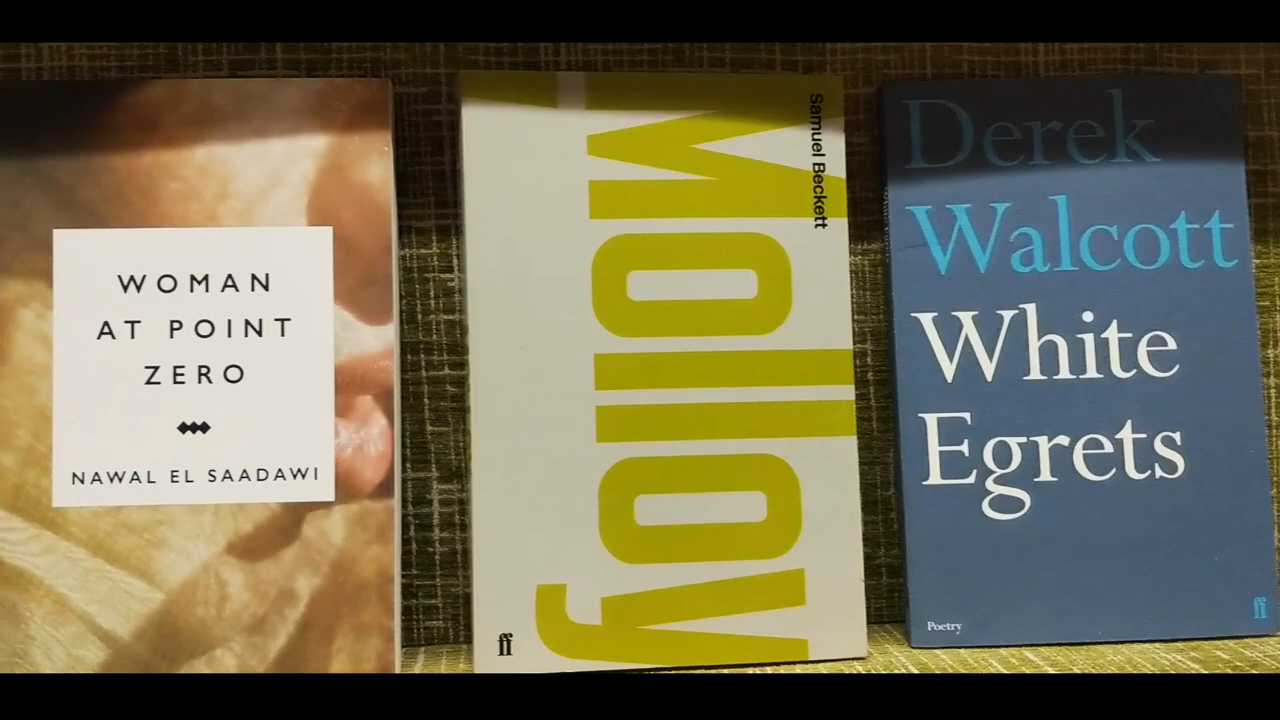 WOMAN
AT POINT
ZERO
NAWAL EL SAADAWI
Samuel Beckett
Molloy
ff
Derek
Walcott
White
Egrets
Poetry
ff